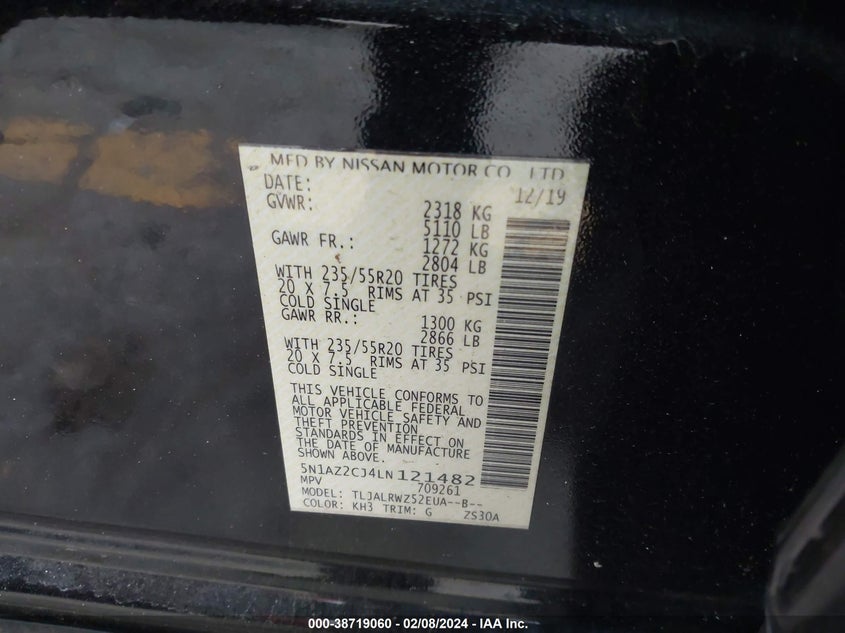 MFD BY NISSAN MOTOR CO., LTD.
DATE: 12/19
GVWR: 2318 KG
5110 LB
GAWR FR.: 1272 KG
2804 LB
WITH 235/55R20 TIRES
20 X 7.5 RIMS AT 35 PSI
COLD SINGLE
GAWR RR.: 1300 KG
2866 LB
WITH 235/55R20 TIRES
20 X 7.5 RIMS AT 35 PSI
COLD SINGLE
THIS VEHICLE CONFORMS TO
ALL APPLICABLE FEDERAL
MOTOR VEHICLE SAFETY AND
THEFT PREVENTION
STANDARDS IN EFFECT ON
THE DATE OF MANUFACTURE
SHOWN ABOVE.
5N1AZ2CJ4LN121482
MPV 709261
MODEL: TLJALRWZ52EUA--B--
COLOR: KH3 TRIM: G ZS30A
000-38719060 - 02/08/2024 - IAA Inc.